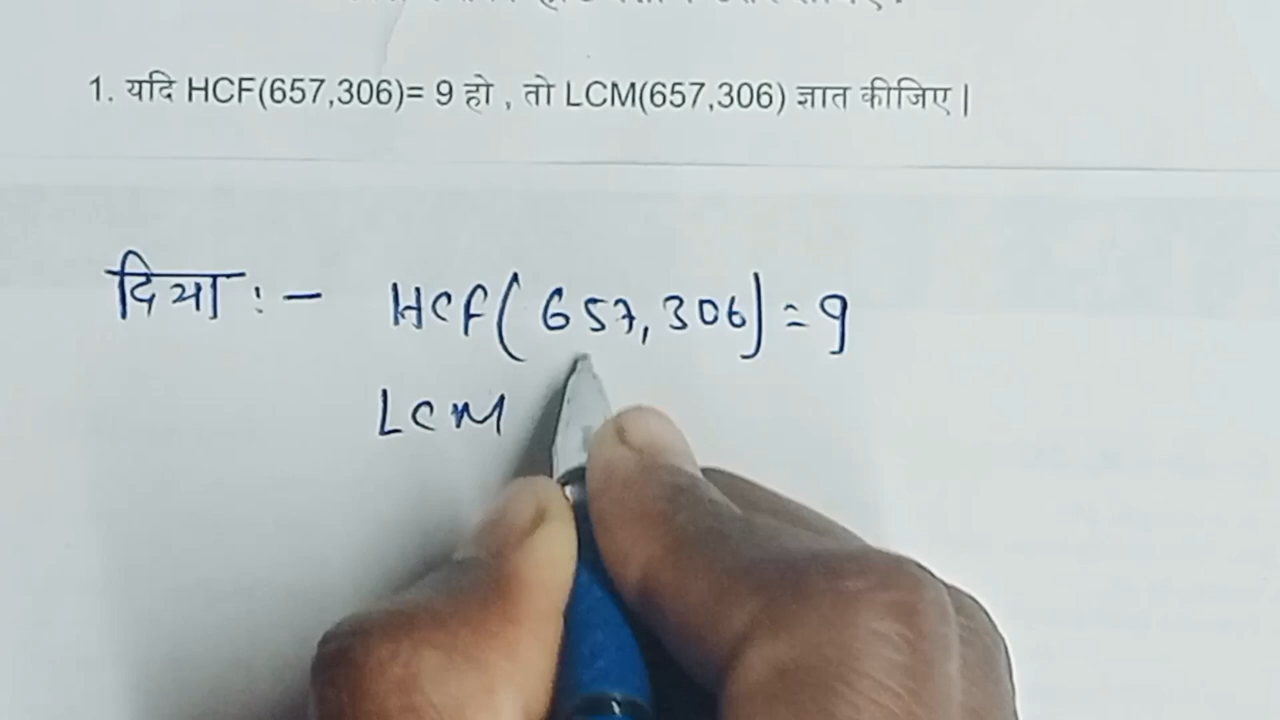 1. यदि HCF(657,306)= 9 हो , तो LCM(657,306) ज्ञात कीजिए |
दिया :- HCF(657,306)=9
LCM